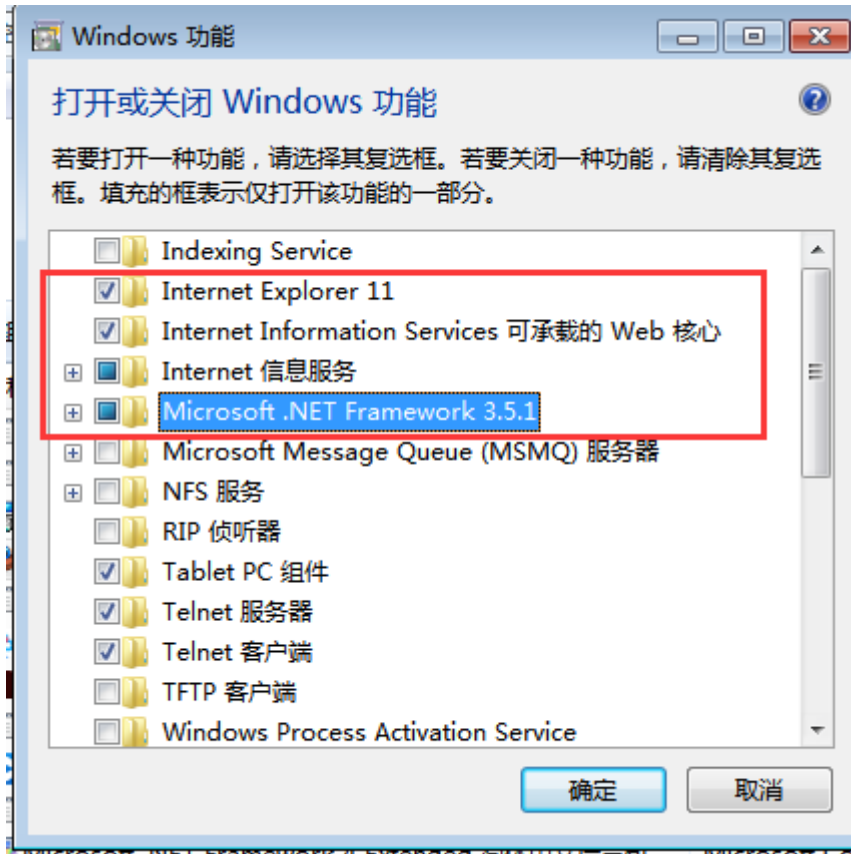 Windows 功能
打开或关闭 Windows 功能
若要打开一种功能，请选择其复选框。若要关闭一种功能，请清除其复选
框。填充的框表示仅打开该功能的一部分。
Indexing Service
Internet Explorer 11
Internet Information Services 可承载的 Web 核心
Internet 信息服务
Microsoft .NET Framework 3.5.1
Microsoft Message Queue (MSMQ) 服务器
NFS 服务
RIP 侦听器
Tablet PC 组件
Telnet 服务器
Telnet 客户端
TFTP 客户端
Windows Process Activation Service
确定
取消